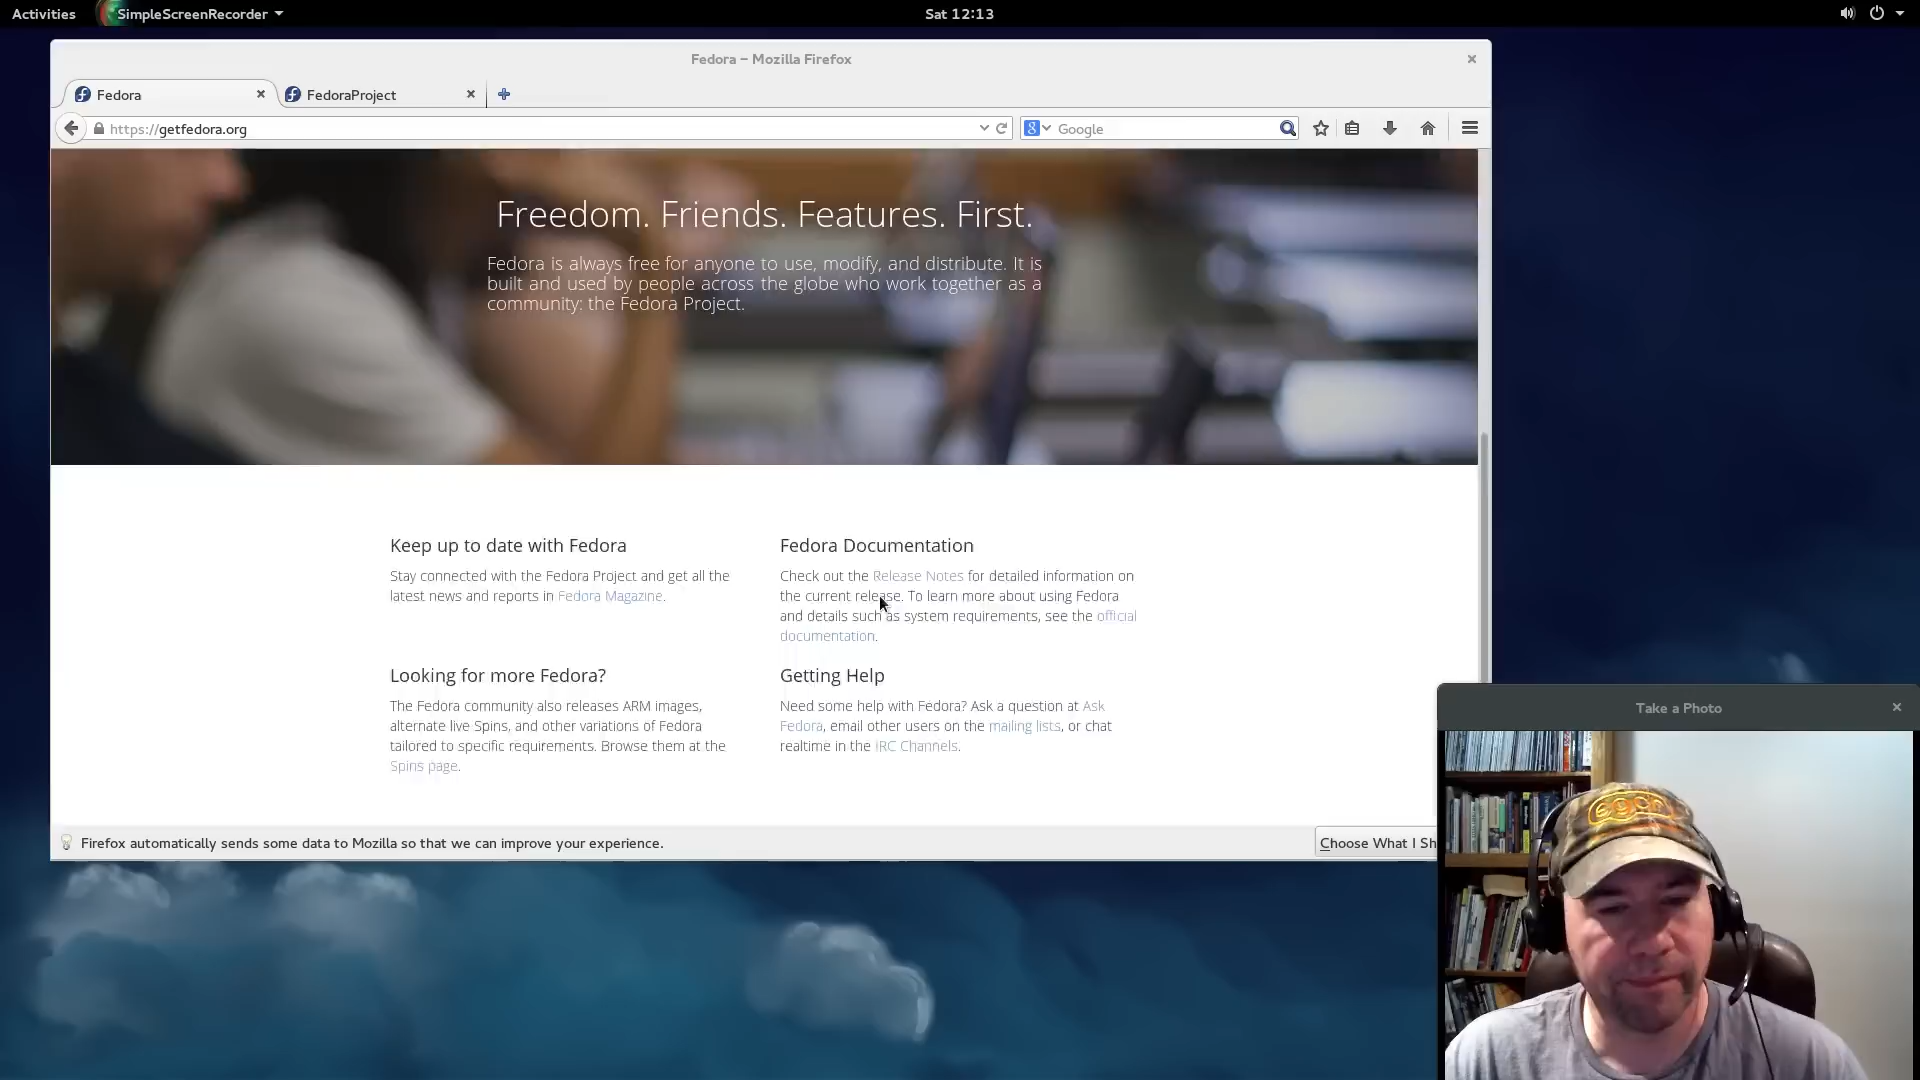 Activities
SimpleScreenRecorder
Sat 12:13
Fedora – Mozilla Firefox
Fedora
FedoraProject
https://getfedora.org
Google
Freedom. Friends. Features. First.
Fedora is always free for anyone to use, modify, and distribute. It is
built and used by people across the globe who work together as a
community: the Fedora Project.
Keep up to date with Fedora
Stay connected with the Fedora Project and get all the
latest news and reports in Fedora Magazine.
Fedora Documentation
Check out the Release Notes for detailed information on
the current release. To learn more about using Fedora
and details such as system requirements, see the official
documentation.
Looking for more Fedora?
The Fedora community also releases ARM images,
alternate live Spins, and other variations of Fedora
tailored to specific requirements. Browse them at the
Spins page.
Getting Help
Need some help with Fedora? Ask a question at Ask
Fedora, email other users on the mailing lists, or chat
realtime in the IRC Channels.
Firefox automatically sends some data to Mozilla so that we can improve your experience.
Choose What I Sh
Take a Photo